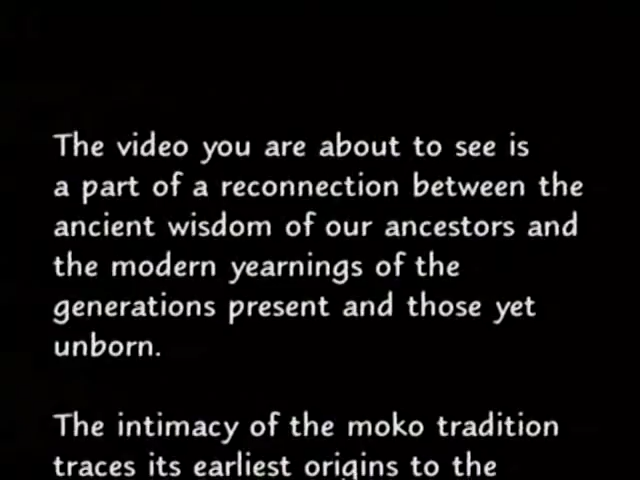 The video you are about to see is
a part of a reconnection between the
ancient wisdom of our ancestors and
the modern yearnings of the
generations present and those yet
unborn.
The intimacy of the moko tradition
traces its earliest origins to the